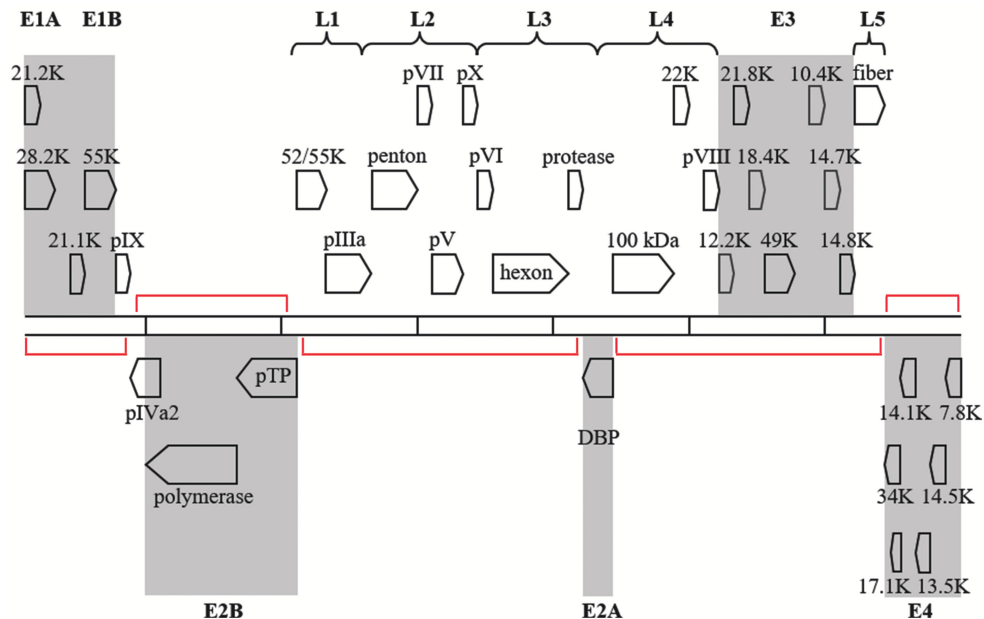 E1A E1B L1 L2 L3 L4 E3 L5
21.2K pVII pX 22K 21.8K 10.4K fiber
28.2K 55K 52/55K penton pVI protease pVIII 18.4K 14.7K
21.1K pIX pIIIa pV hexon 100 kDa 12.2K 49K 14.8K
pIVa2 pTP 14.1K 7.8K
DBP
polymerase 34K 14.5K
17.1K 13.5K
E2B E2A E4